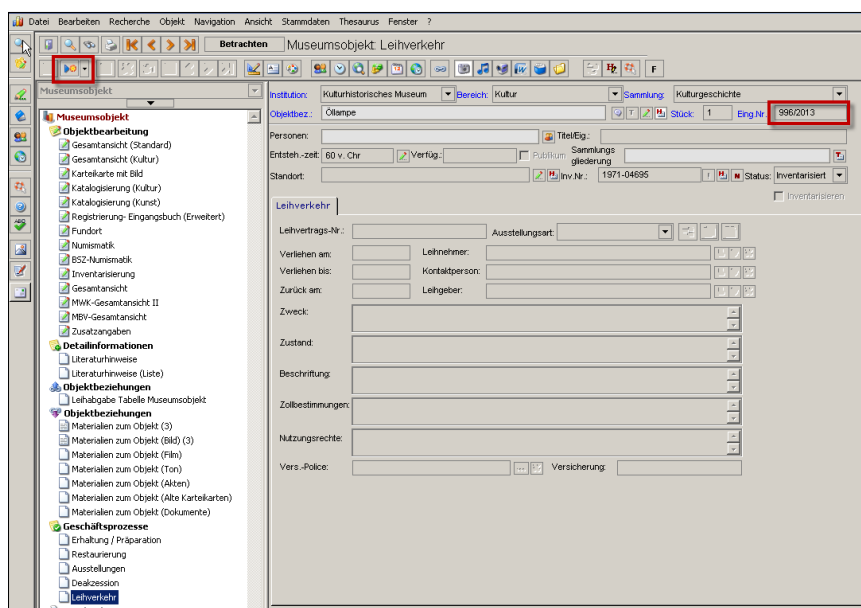 Datei Bearbeiten Recherche Objekt Navigation Ansicht Stammdaten Thesaurus Fenster ?
Betrachten Museumsobjekt: Leihverkehr
F
Museumsobjekt
Museumsobjekt
Objektbearbeitung
Gesamtansicht (Standard)
Gesamtansicht (Kultur)
Karteikarte mit Bild
Katalogisierung (Kultur)
Katalogisierung (Kunst)
Registrierung- Eingangsbuch (Erweitert)
Fundort
Numismatik
BSZ-Numismatik
Inventarisierung
Gesamtansicht
MWK-Gesamtansicht II
MBV-Gesamtansicht
Zusatzangaben
Detailinformationen
Literaturhinweise
Literaturhinweise (Liste)
Objektbeziehungen
Leihabgabe Tabelle Museumsobjekt
Objektbeziehungen
Materialien zum Objekt (3)
Materialien zum Objekt (Bild) (3)
Materialien zum Objekt (Film)
Materialien zum Objekt (Ton)
Materialien zum Objekt (Akten)
Materialien zum Objekt (Alte Karteikarten)
Materialien zum Objekt (Dokumente)
Geschäftsprozesse
Erhaltung / Präparation
Restaurierung
Ausstellungen
Deakzession
Leihverkehr
Institution: Kulturhistorisches Museum Bereich: Kultur Sammlung: Kulturgeschichte
Objektbez.: Öllampe Stück: 1 Eing.Nr. 996/2013
Personen: Titel/Eig.:
Entsteh.-zeit: 60 v. Chr Verfüg.: Publikum Sammlungs
gliederung
Standort: Inv.Nr.: 1971-04695 Status: Inventarisiert
Inventarisieren
Leihverkehr
Leihvertrags-Nr.: Ausstellungsart:
Verliehen am: Leihnehmer:
Verliehen bis: Kontaktperson:
Zurück am: Leihgeber:
Zweck:
Zustand:
Beschriftung:
Zollbestimmungen:
Nutzungsrechte:
Vers.-Police: ... Versicherung: